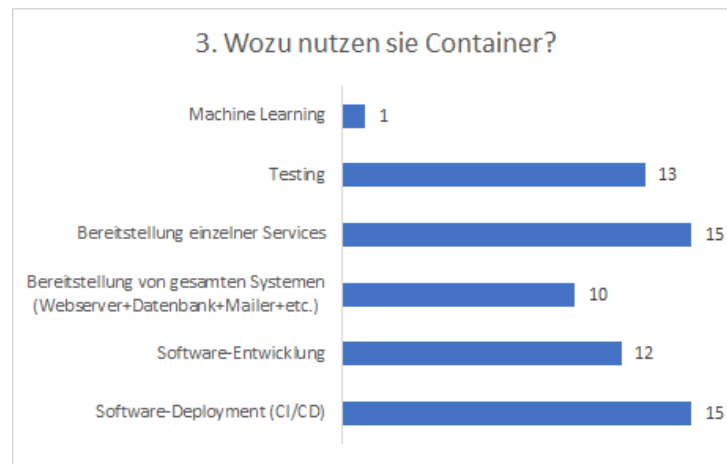 3. Wozu nutzen sie Container?
Machine Learning
1
Testing
13
Bereitstellung einzelner Services
15
Bereitstellung von gesamten Systemen
(Webserver+Datenbank+Mailer+etc.)
10
Software-Entwicklung
12
Software-Deployment (CI/CD)
15